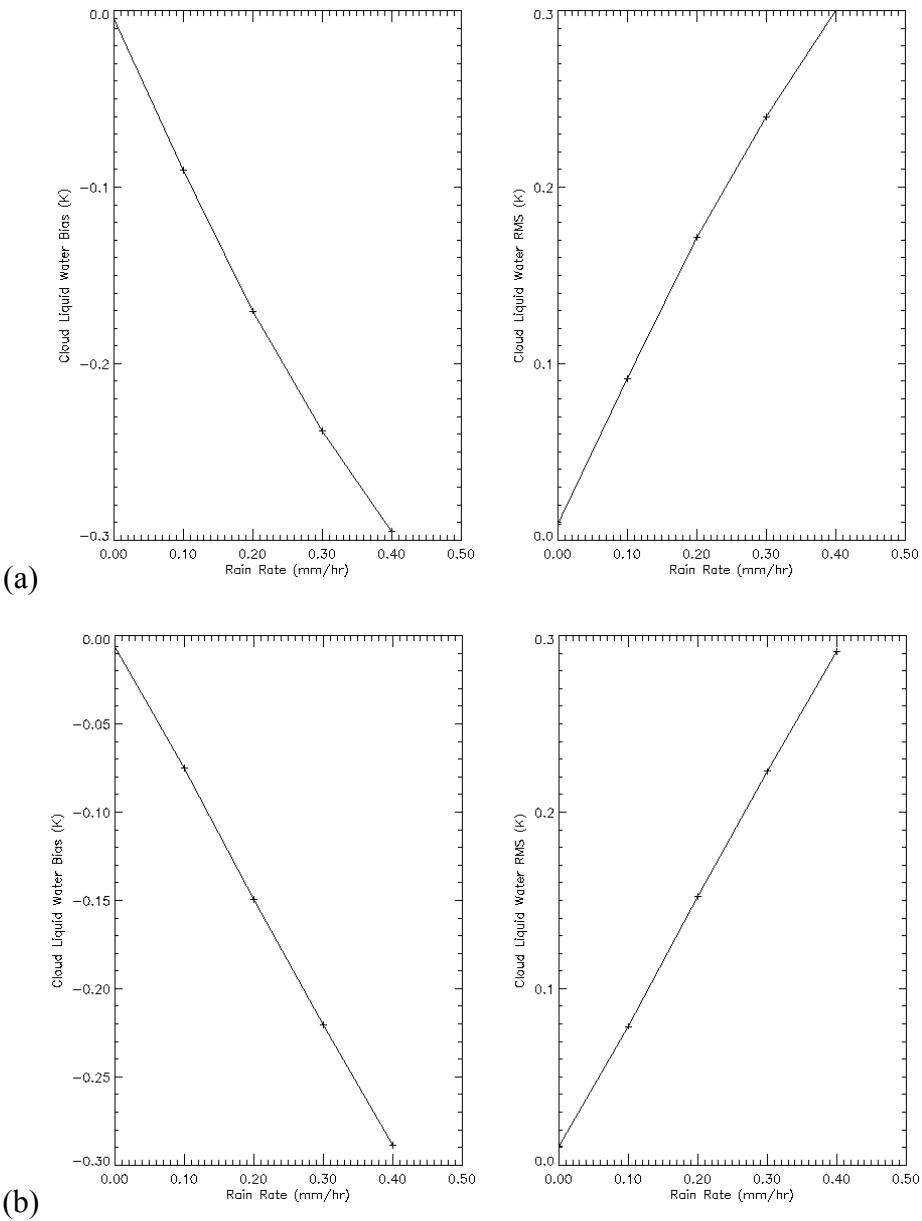 0.0
−0.1
−0.2
−0.3
Cloud Liquid Water Bias (K)
0.00 0.10 0.20 0.30 0.40 0.50
Rain Rate (mm/hr)
0.3
0.2
0.1
0.0
Cloud Liquid Water RMS (K)
0.00 0.10 0.20 0.30 0.40 0.50
Rain Rate (mm/hr)
(a)
0.00
−0.05
−0.10
−0.15
−0.20
−0.25
−0.30
Cloud Liquid Water Bias (K)
0.00 0.10 0.20 0.30 0.40 0.50
Rain Rate (mm/hr)
0.3
0.2
0.1
0.0
Cloud Liquid Water RMS (K)
0.00 0.10 0.20 0.30 0.40 0.50
Rain Rate (mm/hr)
(b)